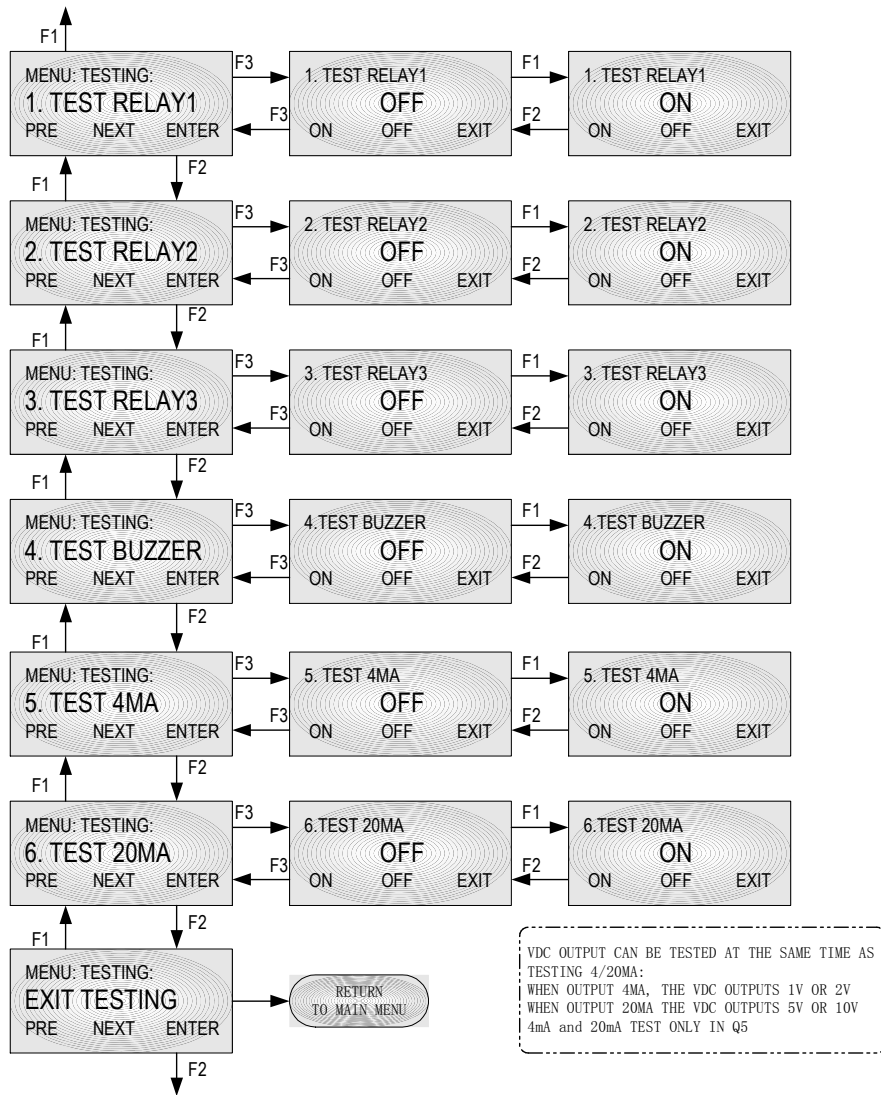 F1
MENU: TESTING:
1. TEST RELAY1
PRE NEXT ENTER
F3
F3
1. TEST RELAY1
OFF
ON OFF EXIT
F1
F2
1. TEST RELAY1
ON
ON OFF EXIT
F1
F2
MENU: TESTING:
2. TEST RELAY2
PRE NEXT ENTER
F3
F3
2. TEST RELAY2
OFF
ON OFF EXIT
F1
F2
2. TEST RELAY2
ON
ON OFF EXIT
F1
F2
MENU: TESTING:
3. TEST RELAY3
PRE NEXT ENTER
F3
F3
3. TEST RELAY3
OFF
ON OFF EXIT
F1
F2
3. TEST RELAY3
ON
ON OFF EXIT
F1
F2
MENU: TESTING:
4. TEST BUZZER
PRE NEXT ENTER
F3
F3
4.TEST BUZZER
OFF
ON OFF EXIT
F1
F2
4.TEST BUZZER
ON
ON OFF EXIT
F1
F2
MENU: TESTING:
5. TEST 4MA
PRE NEXT ENTER
F3
F3
5. TEST 4MA
OFF
ON OFF EXIT
F1
F2
5. TEST 4MA
ON
ON OFF EXIT
F1
F2
MENU: TESTING:
6. TEST 20MA
PRE NEXT ENTER
F3
F3
6.TEST 20MA
OFF
ON OFF EXIT
F1
F2
6.TEST 20MA
ON
ON OFF EXIT
F1
F2
MENU: TESTING:
EXIT TESTING
PRE NEXT ENTER
RETURN
TO MAIN MENU
F2
VDC OUTPUT CAN BE TESTED AT THE SAME TIME AS
TESTING 4/20MA:
WHEN OUTPUT 4MA, THE VDC OUTPUTS 1V OR 2V
WHEN OUTPUT 20MA THE VDC OUTPUTS 5V OR 10V
4mA and 20mA TEST ONLY IN Q5